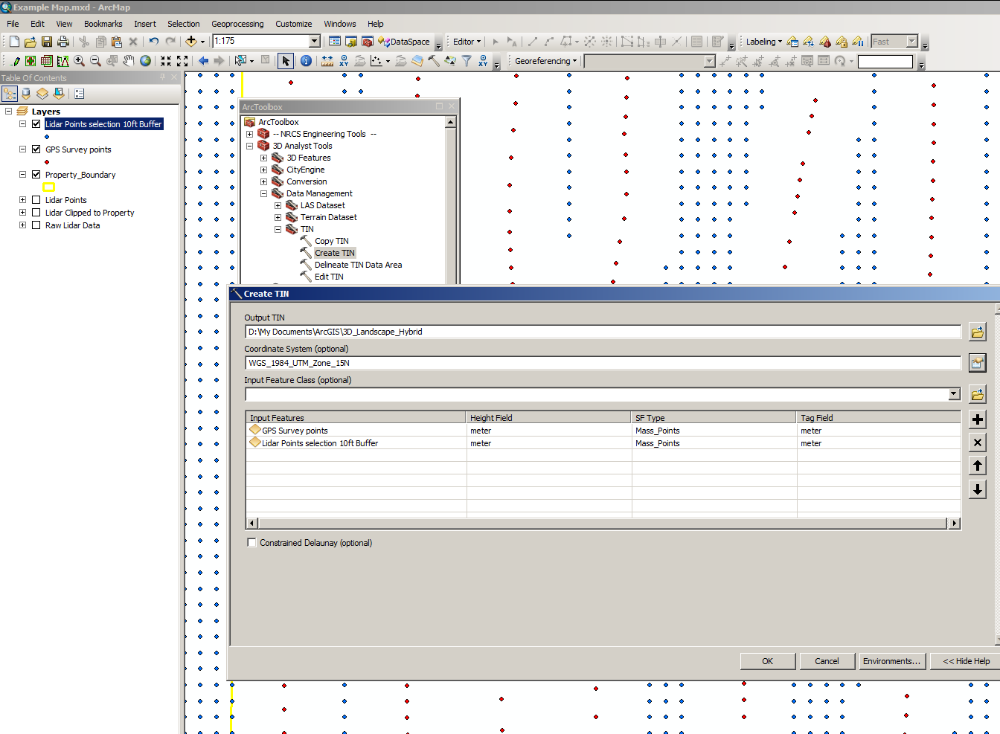 Example Map.mxd - ArcMap
File Edit View Bookmarks Insert Selection Geoprocessing Customize Windows Help
1:175 DataSpace Editor Labeling Fast
Georeferencing
Table Of Contents
Layers
Lidar Points selection 10ft Buffer
GPS Survey points
Property_Boundary
Lidar Points
Lidar Clipped to Property
Raw Lidar Data
ArcToolbox
ArcToolbox
-- NRCS Engineering Tools --
3D Analyst Tools
3D Features
CityEngine
Conversion
Data Management
LAS Dataset
Terrain Dataset
TIN
Copy TIN
Create TIN
Delineate TIN Data Area
Edit TIN
Create TIN
Output TIN
D:\My Documents\ArcGIS\3D_Landscape_Hybrid
Coordinate System (optional)
WGS_1984_UTM_Zone_15N
Input Feature Class (optional)
Input Features Height Field SF Type Tag Field
GPS Survey points meter Mass_Points meter
Lidar Points selection 10ft Buffer meter Mass_Points meter
Constrained Delaunay (optional)
OK Cancel Environments... << Hide Help